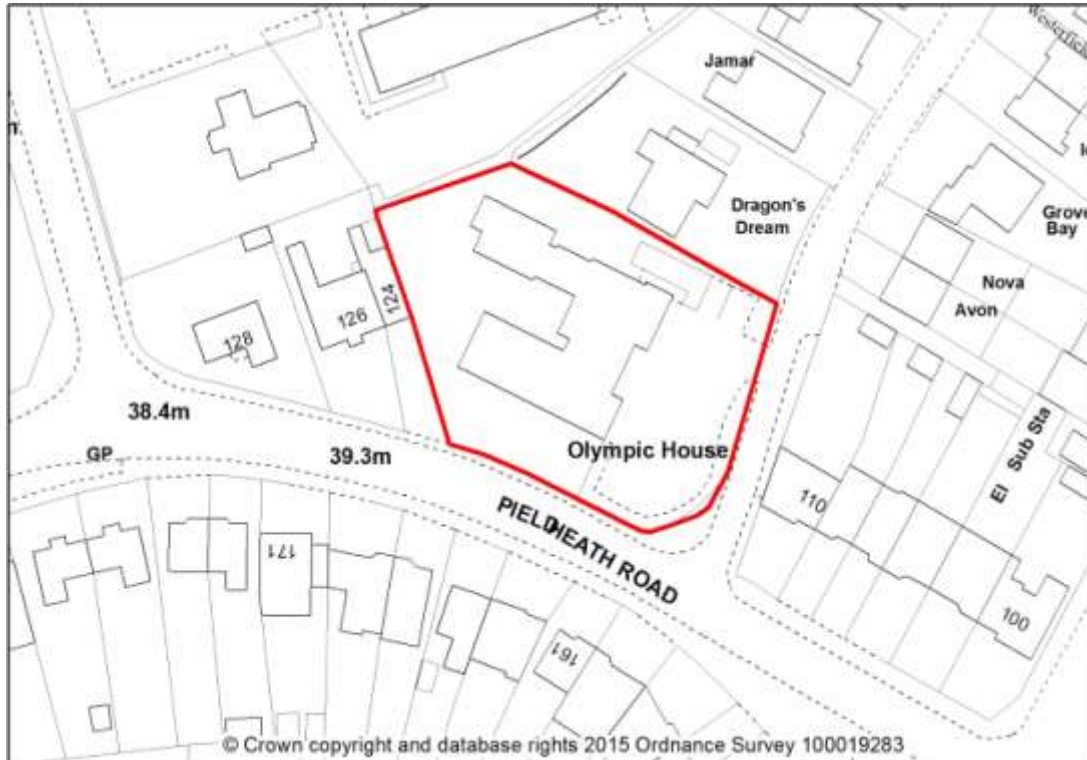 Westerfield
Jamar
Dragon's
Dream
Grove
Bay
Nova
Avon
124
126
128
38.4m
39.3m
GP
Olympic House
El Sub Sta
110
100
PIELD HEATH ROAD
171
161
© Crown copyright and database rights 2015 Ordnance Survey 100019283